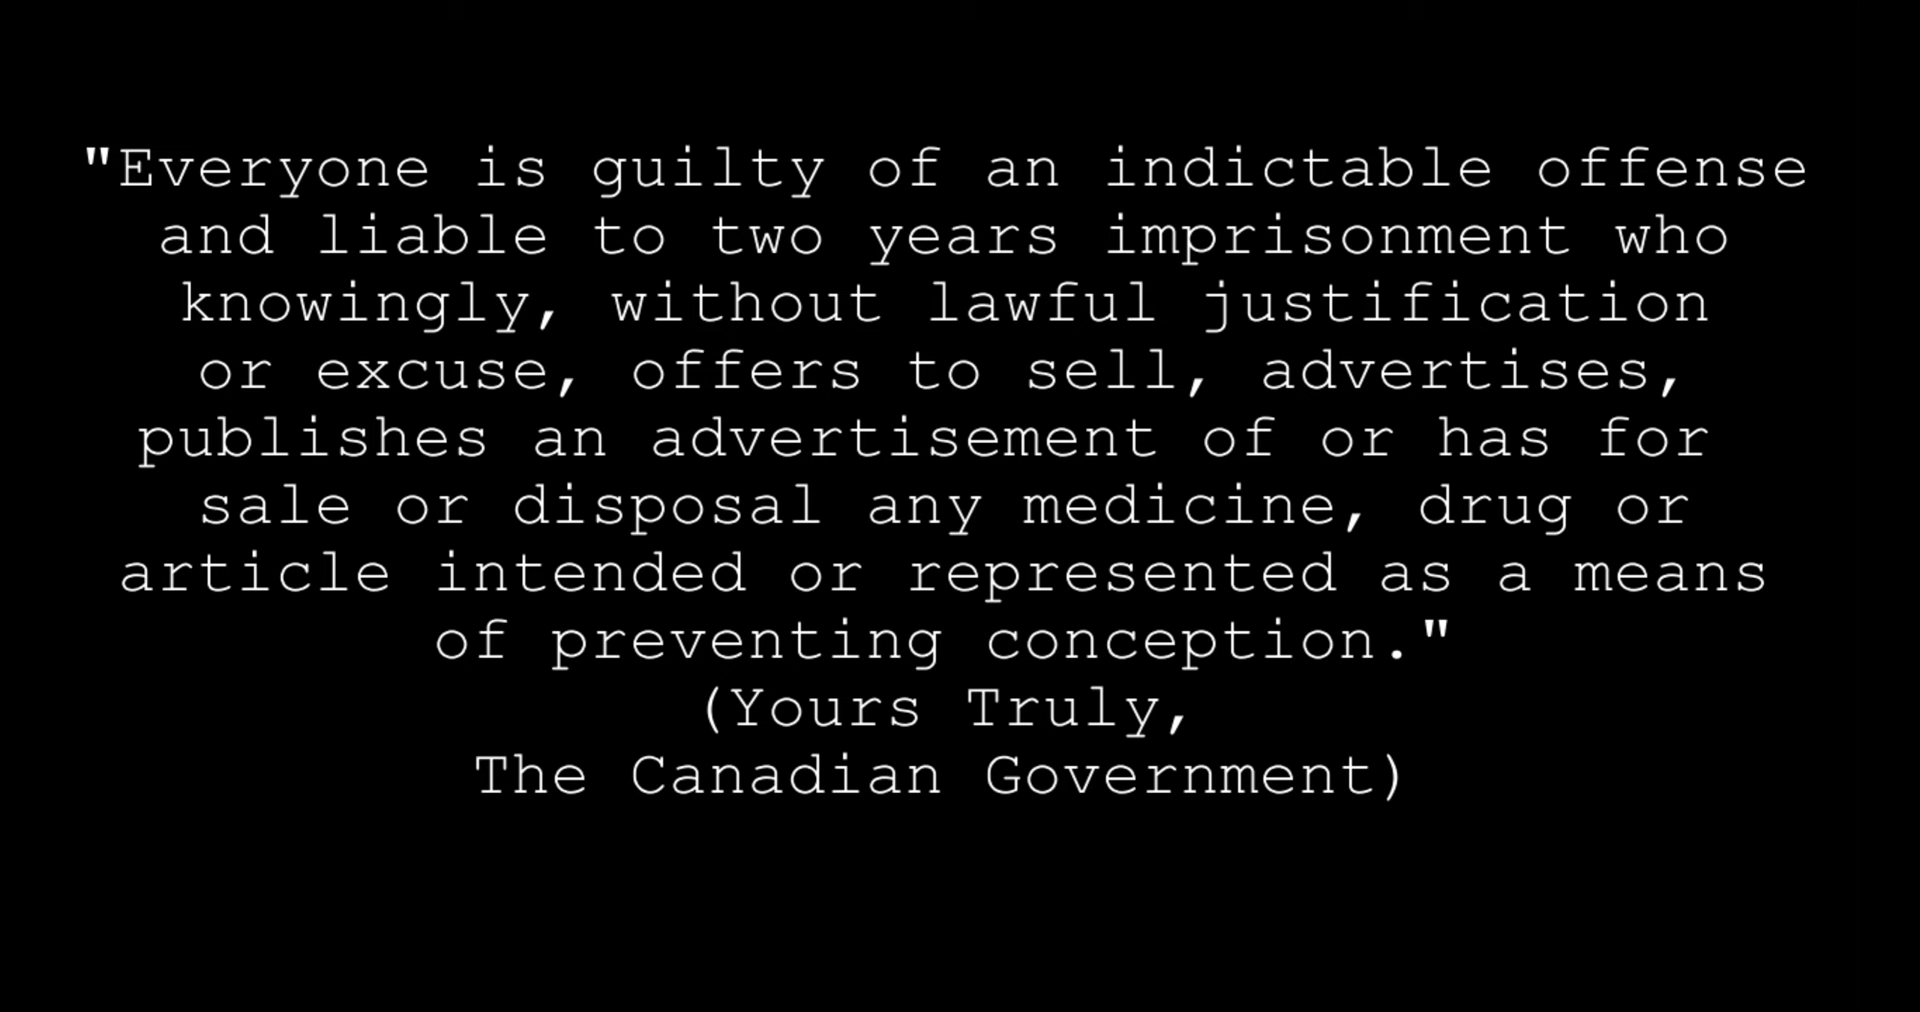 "Everyone is guilty of an indictable offense
and liable to two years imprisonment who
knowingly, without lawful justification
or excuse, offers to sell, advertises,
publishes an advertisement of or has for
sale or disposal any medicine, drug or
article intended or represented as a means
of preventing conception."
(Yours Truly,
The Canadian Government)